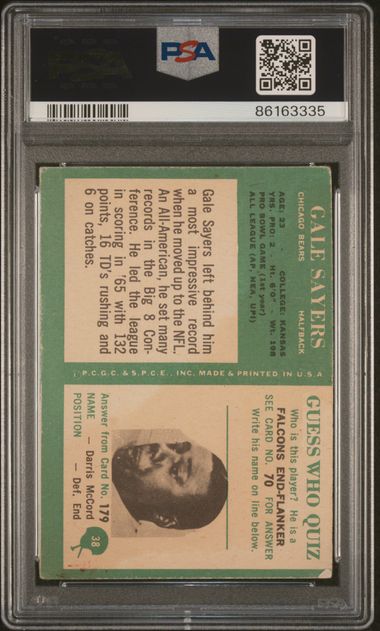 PSA
PSA
86163335
GALE SAYERS
CHICAGO BEARS HALFBACK
AGE: 23 - COLLEGE: KANSAS
YRS. PRO: 2 - Ht. 6'0" - Wt. 198
PRO BOWL GAME (1st year)
ALL LEAGUE (AP, NEA, UPI)
Gale Sayers left behind him
a most impressive record
when he moved up to the NFL.
An All-American, he set many
records in the Big 8 Con-
ference. He led the league
in scoring in '65 with 132
points, 16 TD's rushing and
6 on catches.
P.C.G.C. & S.P.C.E., INC. MADE & PRINTED IN U.S.A
GUESS WHO QUIZ
Who is this player? He is a
FALCONS END-FLANKER
SEE CARD NO. 70 FOR ANSWER
Write his name on line below.
Answer from Card No. 179
NAME — Darris McCord
POSITION — Def. End
38
PSA